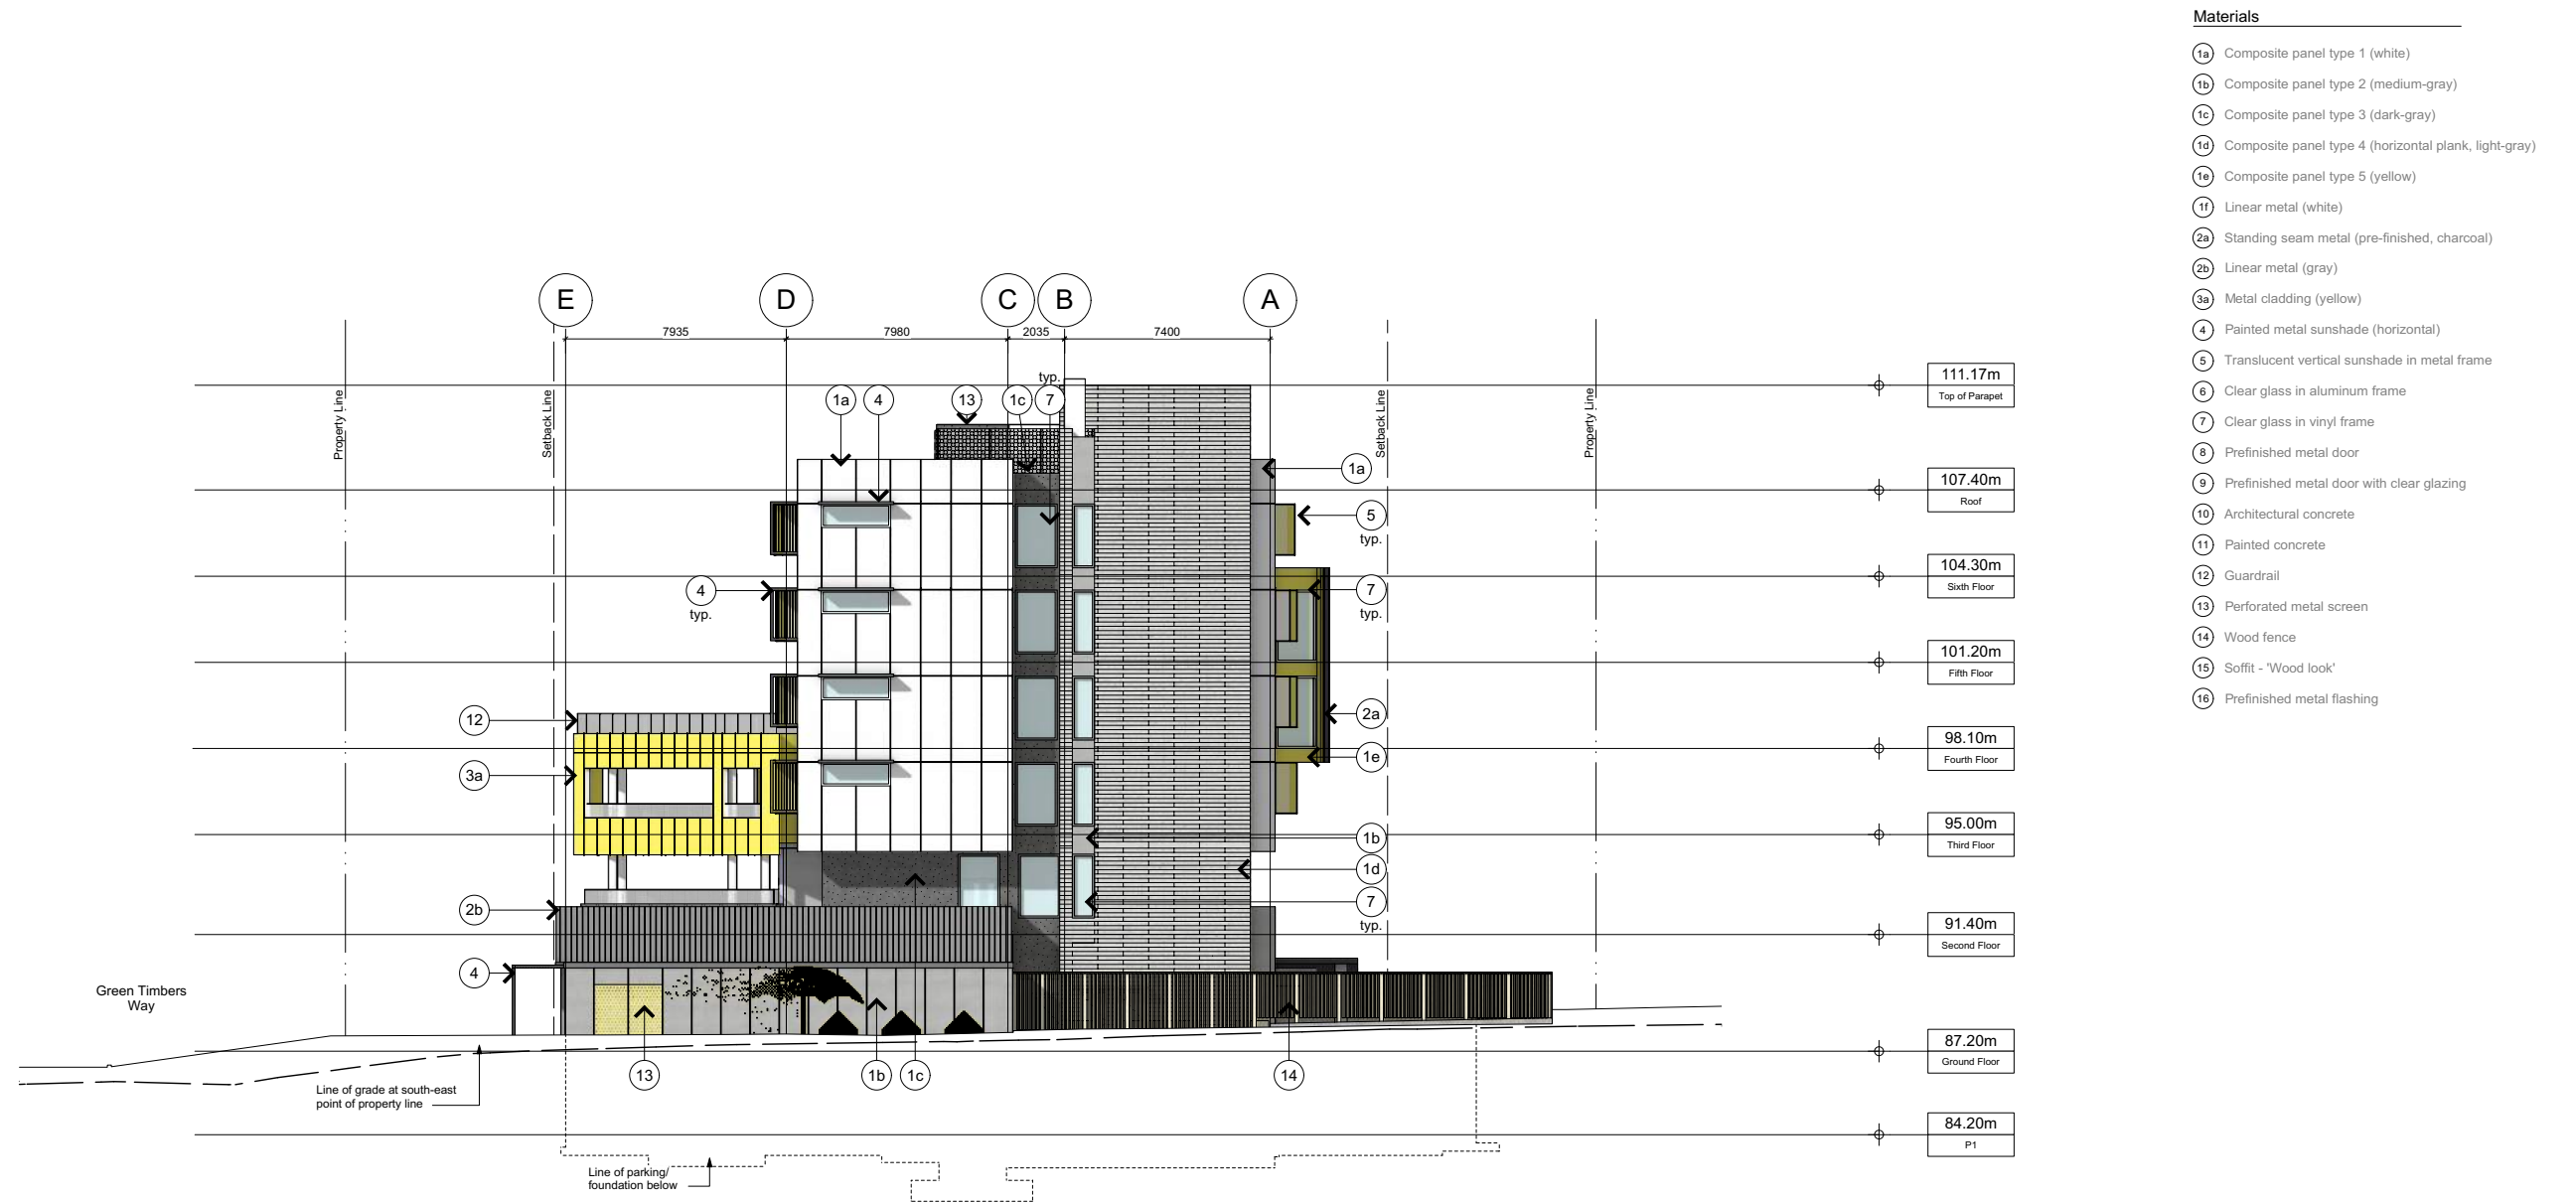 Materials
1a Composite panel type 1 (white)
1b Composite panel type 2 (medium-gray)
1c Composite panel type 3 (dark-gray)
1d Composite panel type 4 (horizontal plank, light-gray)
1e Composite panel type 5 (yellow)
1f Linear metal (white)
2a Standing seam metal (pre-finished, charcoal)
2b Linear metal (gray)
3a Metal cladding (yellow)
4 Painted metal sunshade (horizontal)
5 Translucent vertical sunshade in metal frame
6 Clear glass in aluminum frame
7 Clear glass in vinyl frame
8 Prefinished metal door
9 Prefinished metal door with clear glazing
10 Architectural concrete
11 Painted concrete
12 Guardrail
13 Perforated metal screen
14 Wood fence
15 Soffit - 'Wood look'
16 Prefinished metal flashing
E D C B A
7935 7980 2035 7400
Property Line
Setback Line
Setback Line
Property Line
typ.
1a 4 13 1c 7
1a
5
typ.
4
typ.
7
typ.
12
2a
3a
1e
1b
1d
2b
7
typ.
4
13 1b 1c 14
111.17m
Top of Parapet
107.40m
Roof
104.30m
Sixth Floor
101.20m
Fifth Floor
98.10m
Fourth Floor
95.00m
Third Floor
91.40m
Second Floor
87.20m
Ground Floor
84.20m
P1
Green Timbers
Way
Line of grade at south-east
point of property line
Line of parking/
foundation below